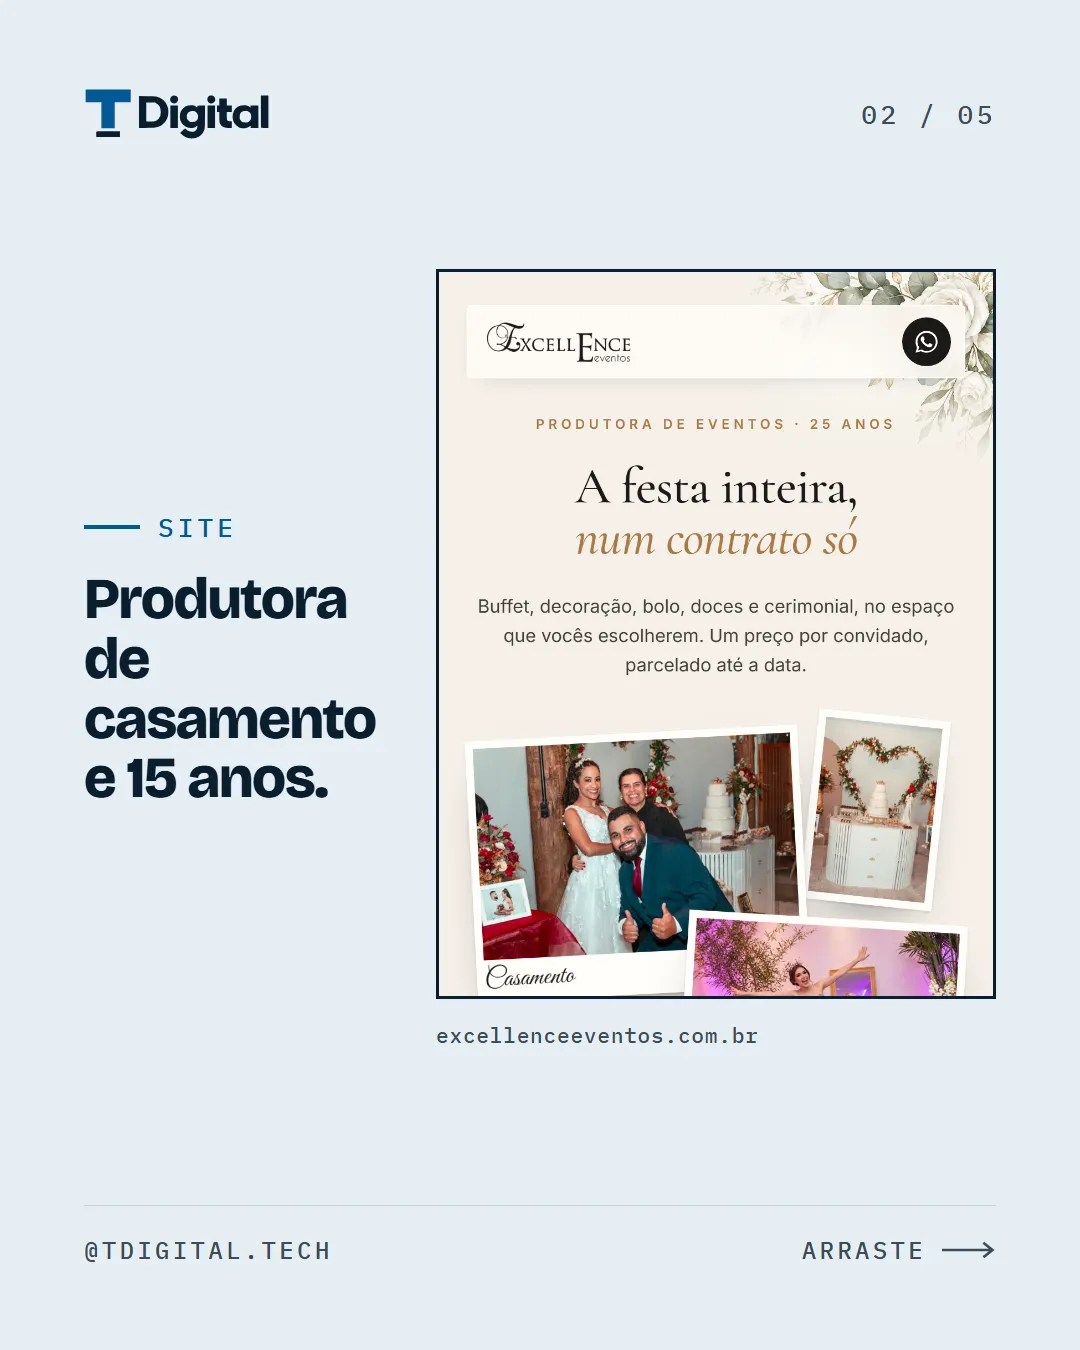 TDigital
02 / 05
SITE
Produtora
de
casamento
e 15 anos.
ExcellEnce
eventos
PRODUTORA DE EVENTOS · 25 ANOS
A festa inteira,
num contrato só
Buffet, decoração, bolo, doces e cerimonial, no espaço
que vocês escolherem. Um preço por convidado,
parcelado até a data.
Casamento
excellenceeventos.com.br
@TDIGITAL.TECH
ARRASTE